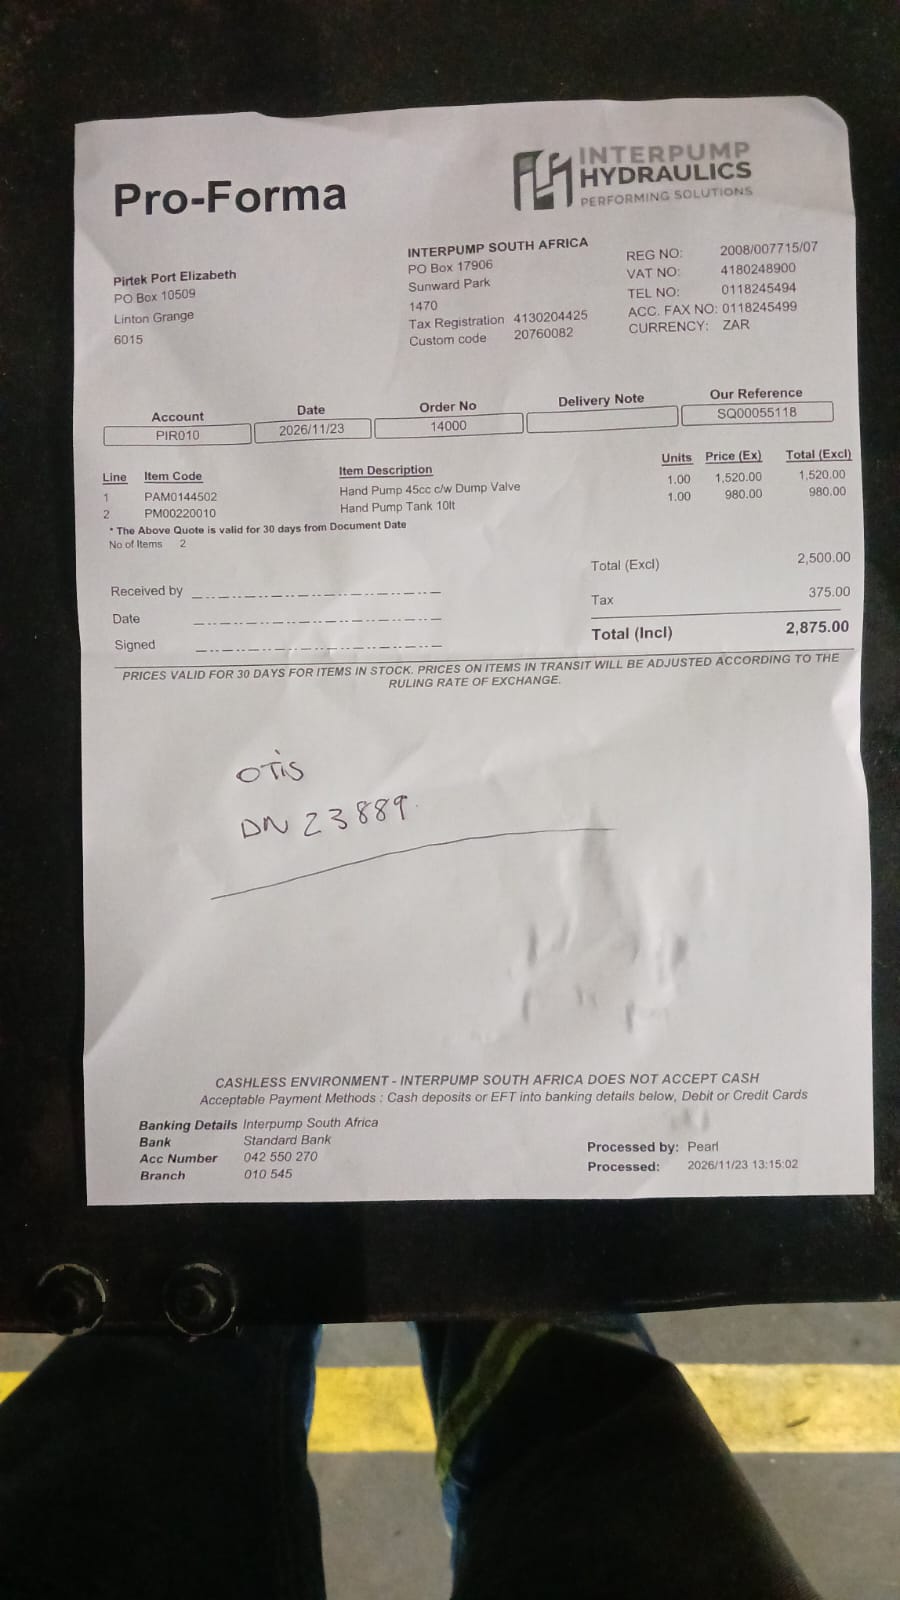 Pro-Forma
INTERPUMP
HYDRAULICS
PERFORMING SOLUTIONS
Pirtek Port Elizabeth
PO Box 10509
Linton Grange
6015
INTERPUMP SOUTH AFRICA
PO Box 17906
Sunward Park
1470
Tax Registration 4130204425
Custom code 20760082
REG NO: 2008/007715/07
VAT NO: 4180248900
TEL NO: 0118245494
ACC. FAX NO: 0118245499
CURRENCY: ZAR
Account Date Order No Delivery Note Our Reference
PIR010 2026/11/23 14000 SQ00055118
Line Item Code Item Description Units Price (Ex) Total (Excl)
1 PAM0144502 Hand Pump 45cc c/w Dump Valve 1.00 1,520.00 1,520.00
2 PM00220010 Hand Pump Tank 10lt 1.00 980.00 980.00
* The Above Quote is valid for 30 days from Document Date
No of Items 2
Total (Excl) 2,500.00
Received by
Tax 375.00
Date
Total (Incl) 2,875.00
Signed
PRICES VALID FOR 30 DAYS FOR ITEMS IN STOCK. PRICES ON ITEMS IN TRANSIT WILL BE ADJUSTED ACCORDING TO THE
RULING RATE OF EXCHANGE.
OTiS
DN 23889
CASHLESS ENVIRONMENT - INTERPUMP SOUTH AFRICA DOES NOT ACCEPT CASH
Acceptable Payment Methods : Cash deposits or EFT into banking details below, Debit or Credit Cards
Banking Details Interpump South Africa
Bank Standard Bank
Acc Number 042 550 270
Branch 010 545
Processed by: Pearl
Processed: 2026/11/23 13:15:02